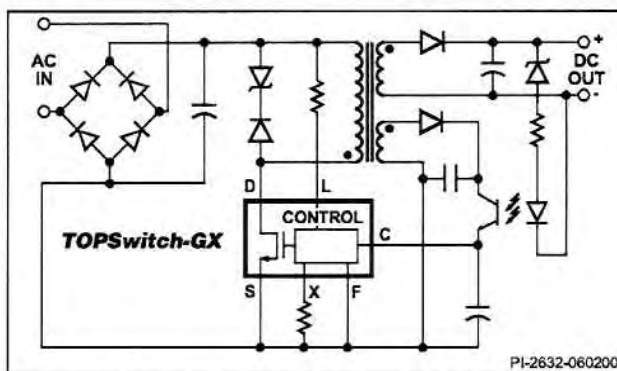 AC
IN
+
DC
OUT
-
D
L
CONTROL
C
TOPSwitch-GX
S
X
F
PI-2632-060200